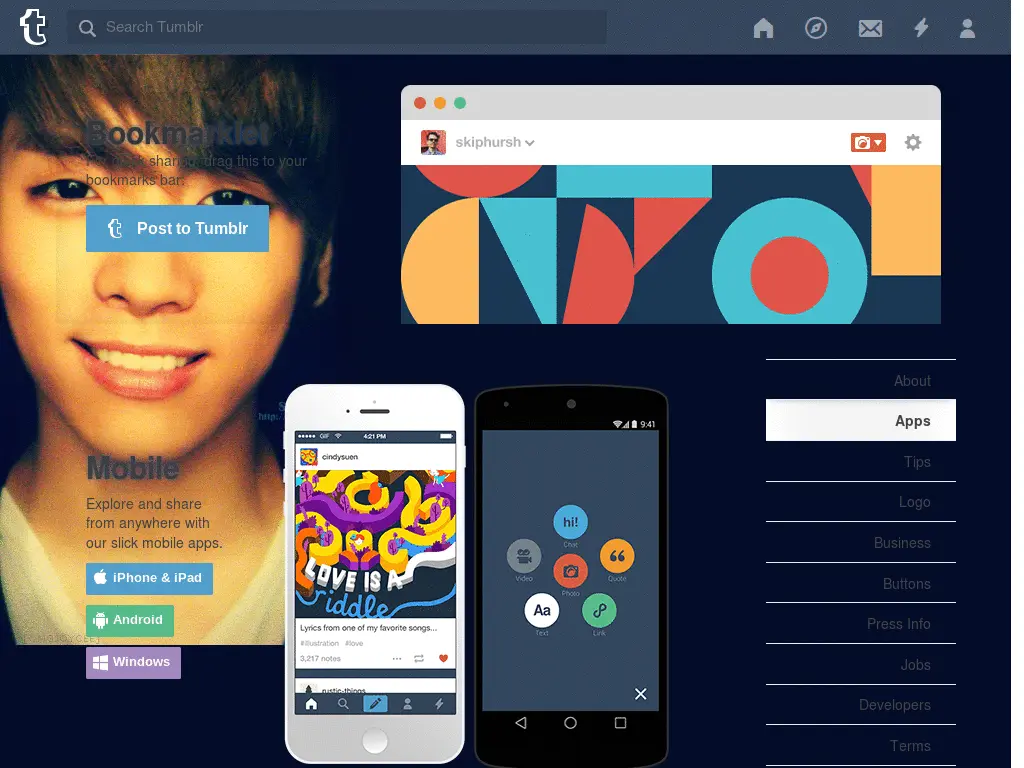 Search Tumblr
Bookmarklet
drag this to your
bookmarks bar.
Post to Tumblr
skiphursh
Mobile
Explore and share
from anywhere with
our slick mobile apps.
iPhone & iPad
Android
Windows
GIF
4:21 PM
cindysuen
LOVE IS A
riddle
Lyrics from one of my favorite songs...
#illustration #love
3,217 notes
rustic-things
9:41
hi!
Chat
Video
Quote
Photo
Aa
Text
Link
About
Apps
Tips
Logo
Business
Buttons
Press Info
Jobs
Developers
Terms